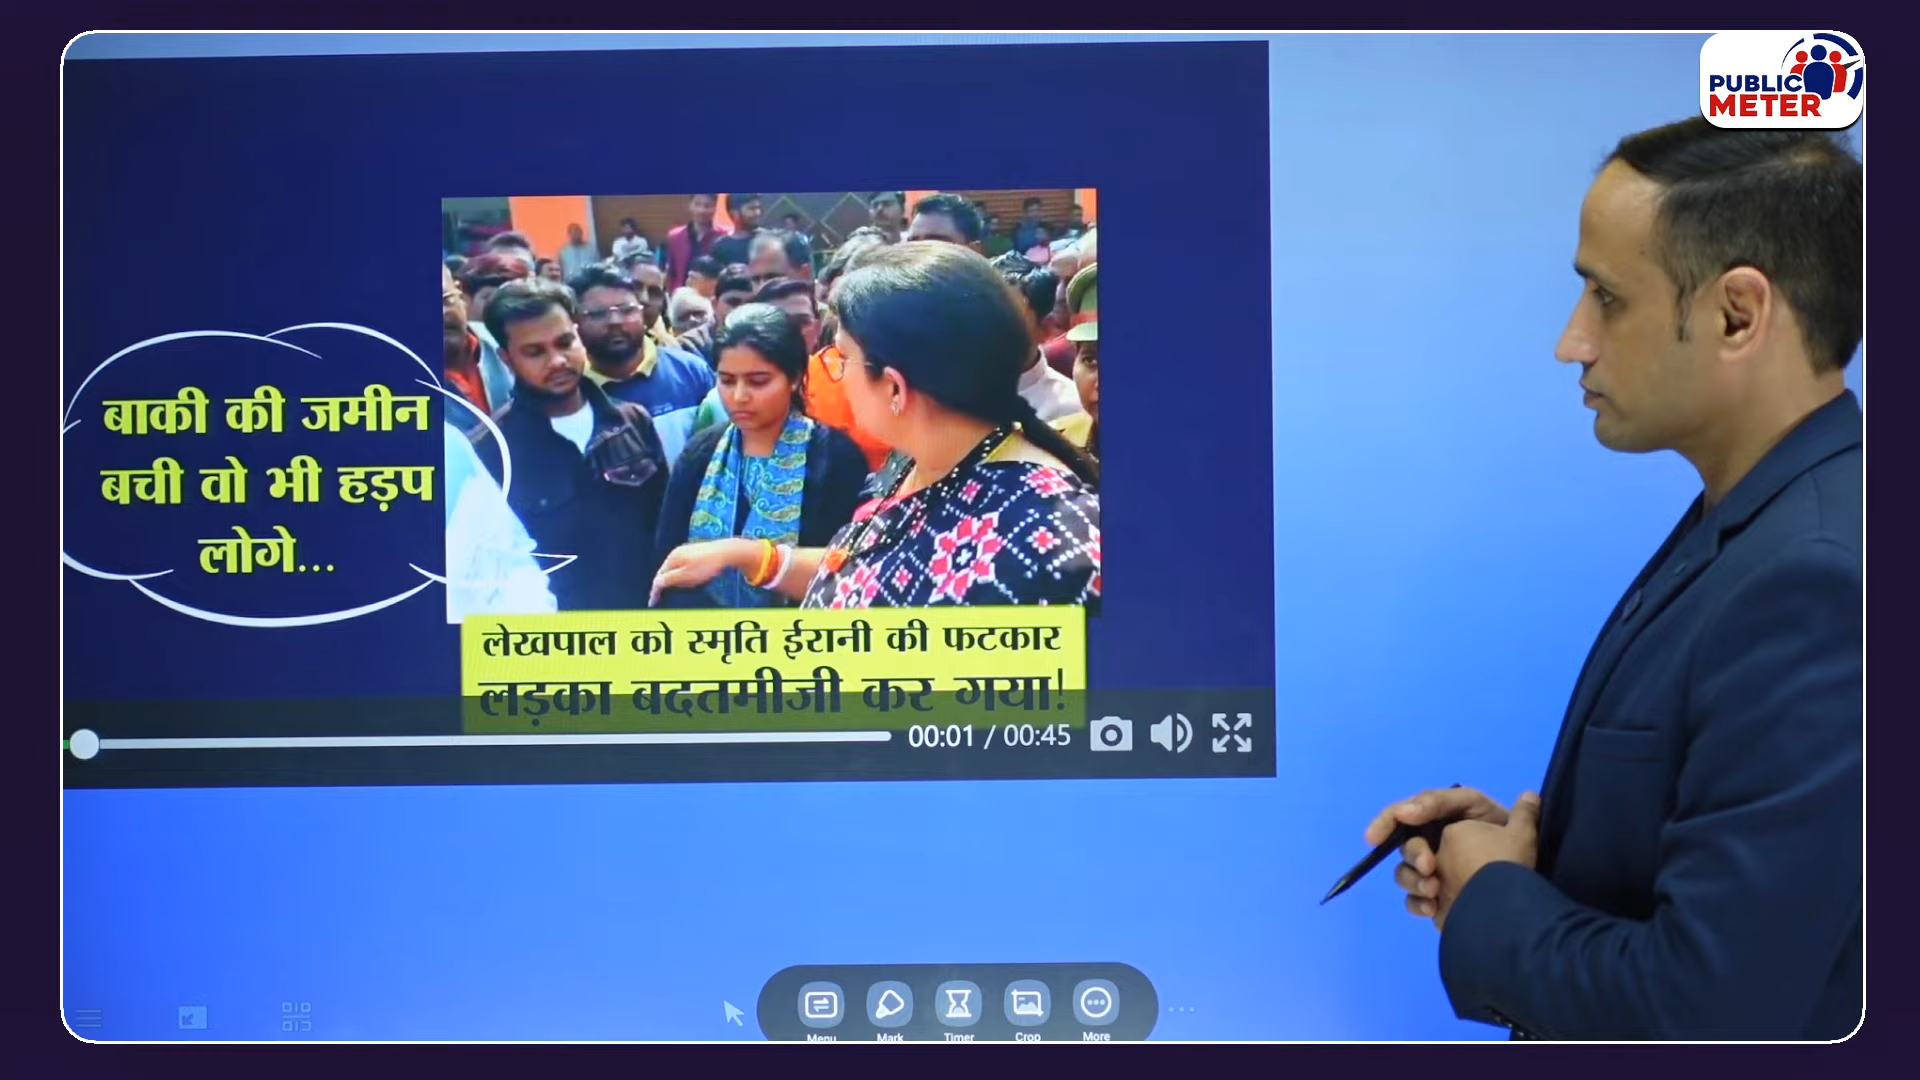 PUBLIC
METER
बाकी की जमीन
बची वो भी हड़प
लोगे...
लेखपाल को स्मृति ईरानी की फटकार
लड़का बदतमीजी कर गया!
00:01 / 00:45
Menu
Mark
Timer
Crop
More